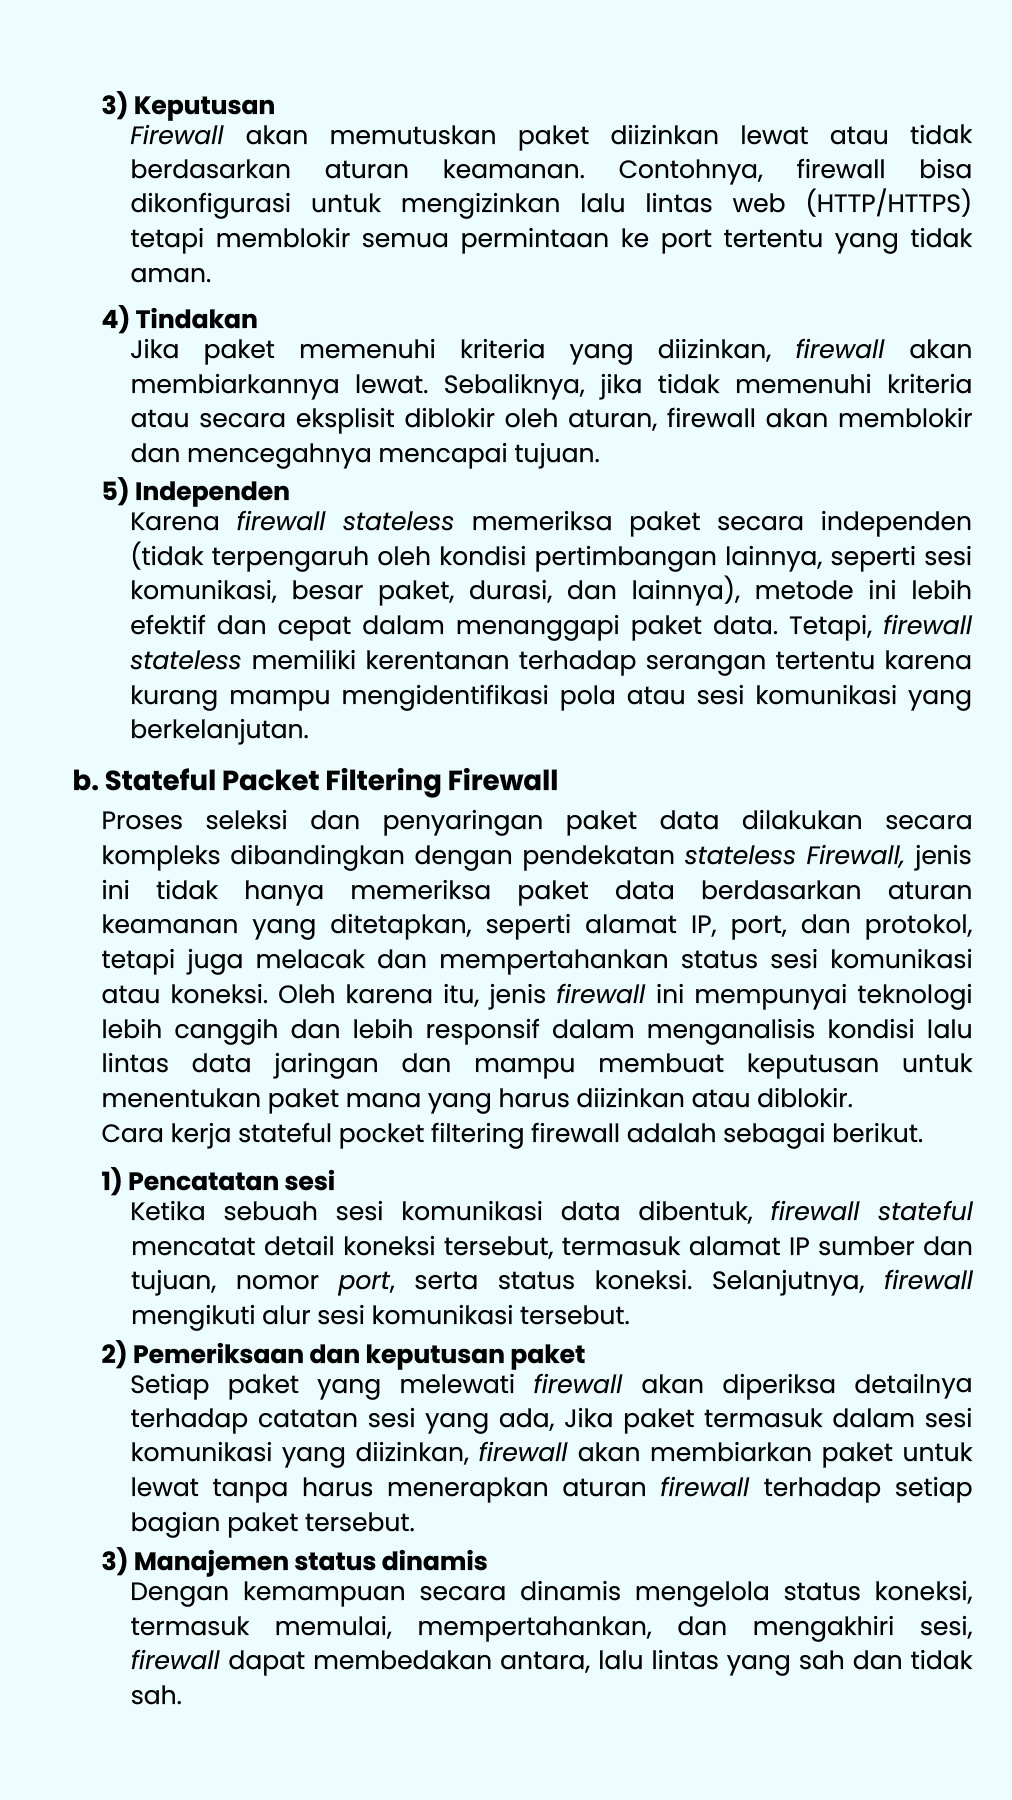 3) Keputusan
Firewall akan memutuskan paket diizinkan lewat atau tidak
berdasarkan aturan keamanan. Contohnya, firewall bisa
dikonfigurasi untuk mengizinkan lalu lintas web (HTTP/HTTPS)
tetapi memblokir semua permintaan ke port tertentu yang tidak
aman.
4) Tindakan
Jika paket memenuhi kriteria yang diizinkan, firewall akan
membiarkannya lewat. Sebaliknya, jika tidak memenuhi kriteria
atau secara eksplisit diblokir oleh aturan, firewall akan memblokir
dan mencegahnya mencapai tujuan.
5) Independen
Karena firewall stateless memeriksa paket secara independen
(tidak terpengaruh oleh kondisi pertimbangan lainnya, seperti sesi
komunikasi, besar paket, durasi, dan lainnya), metode ini lebih
efektif dan cepat dalam menanggapi paket data. Tetapi, firewall
stateless memiliki kerentanan terhadap serangan tertentu karena
kurang mampu mengidentifikasi pola atau sesi komunikasi yang
berkelanjutan.
b. Stateful Packet Filtering Firewall
Proses seleksi dan penyaringan paket data dilakukan secara
kompleks dibandingkan dengan pendekatan stateless Firewall, jenis
ini tidak hanya memeriksa paket data berdasarkan aturan
keamanan yang ditetapkan, seperti alamat IP, port, dan protokol,
tetapi juga melacak dan mempertahankan status sesi komunikasi
atau koneksi. Oleh karena itu, jenis firewall ini mempunyai teknologi
lebih canggih dan lebih responsif dalam menganalisis kondisi lalu
lintas data jaringan dan mampu membuat keputusan untuk
menentukan paket mana yang harus diizinkan atau diblokir.
Cara kerja stateful pocket filtering firewall adalah sebagai berikut.
1) Pencatatan sesi
Ketika sebuah sesi komunikasi data dibentuk, firewall stateful
mencatat detail koneksi tersebut, termasuk alamat IP sumber dan
tujuan, nomor port, serta status koneksi. Selanjutnya, firewall
mengikuti alur sesi komunikasi tersebut.
2) Pemeriksaan dan keputusan paket
Setiap paket yang melewati firewall akan diperiksa detailnya
terhadap catatan sesi yang ada, Jika paket termasuk dalam sesi
komunikasi yang diizinkan, firewall akan membiarkan paket untuk
lewat tanpa harus menerapkan aturan firewall terhadap setiap
bagian paket tersebut.
3) Manajemen status dinamis
Dengan kemampuan secara dinamis mengelola status koneksi,
termasuk memulai, mempertahankan, dan mengakhiri sesi,
firewall dapat membedakan antara, lalu lintas yang sah dan tidak
sah.